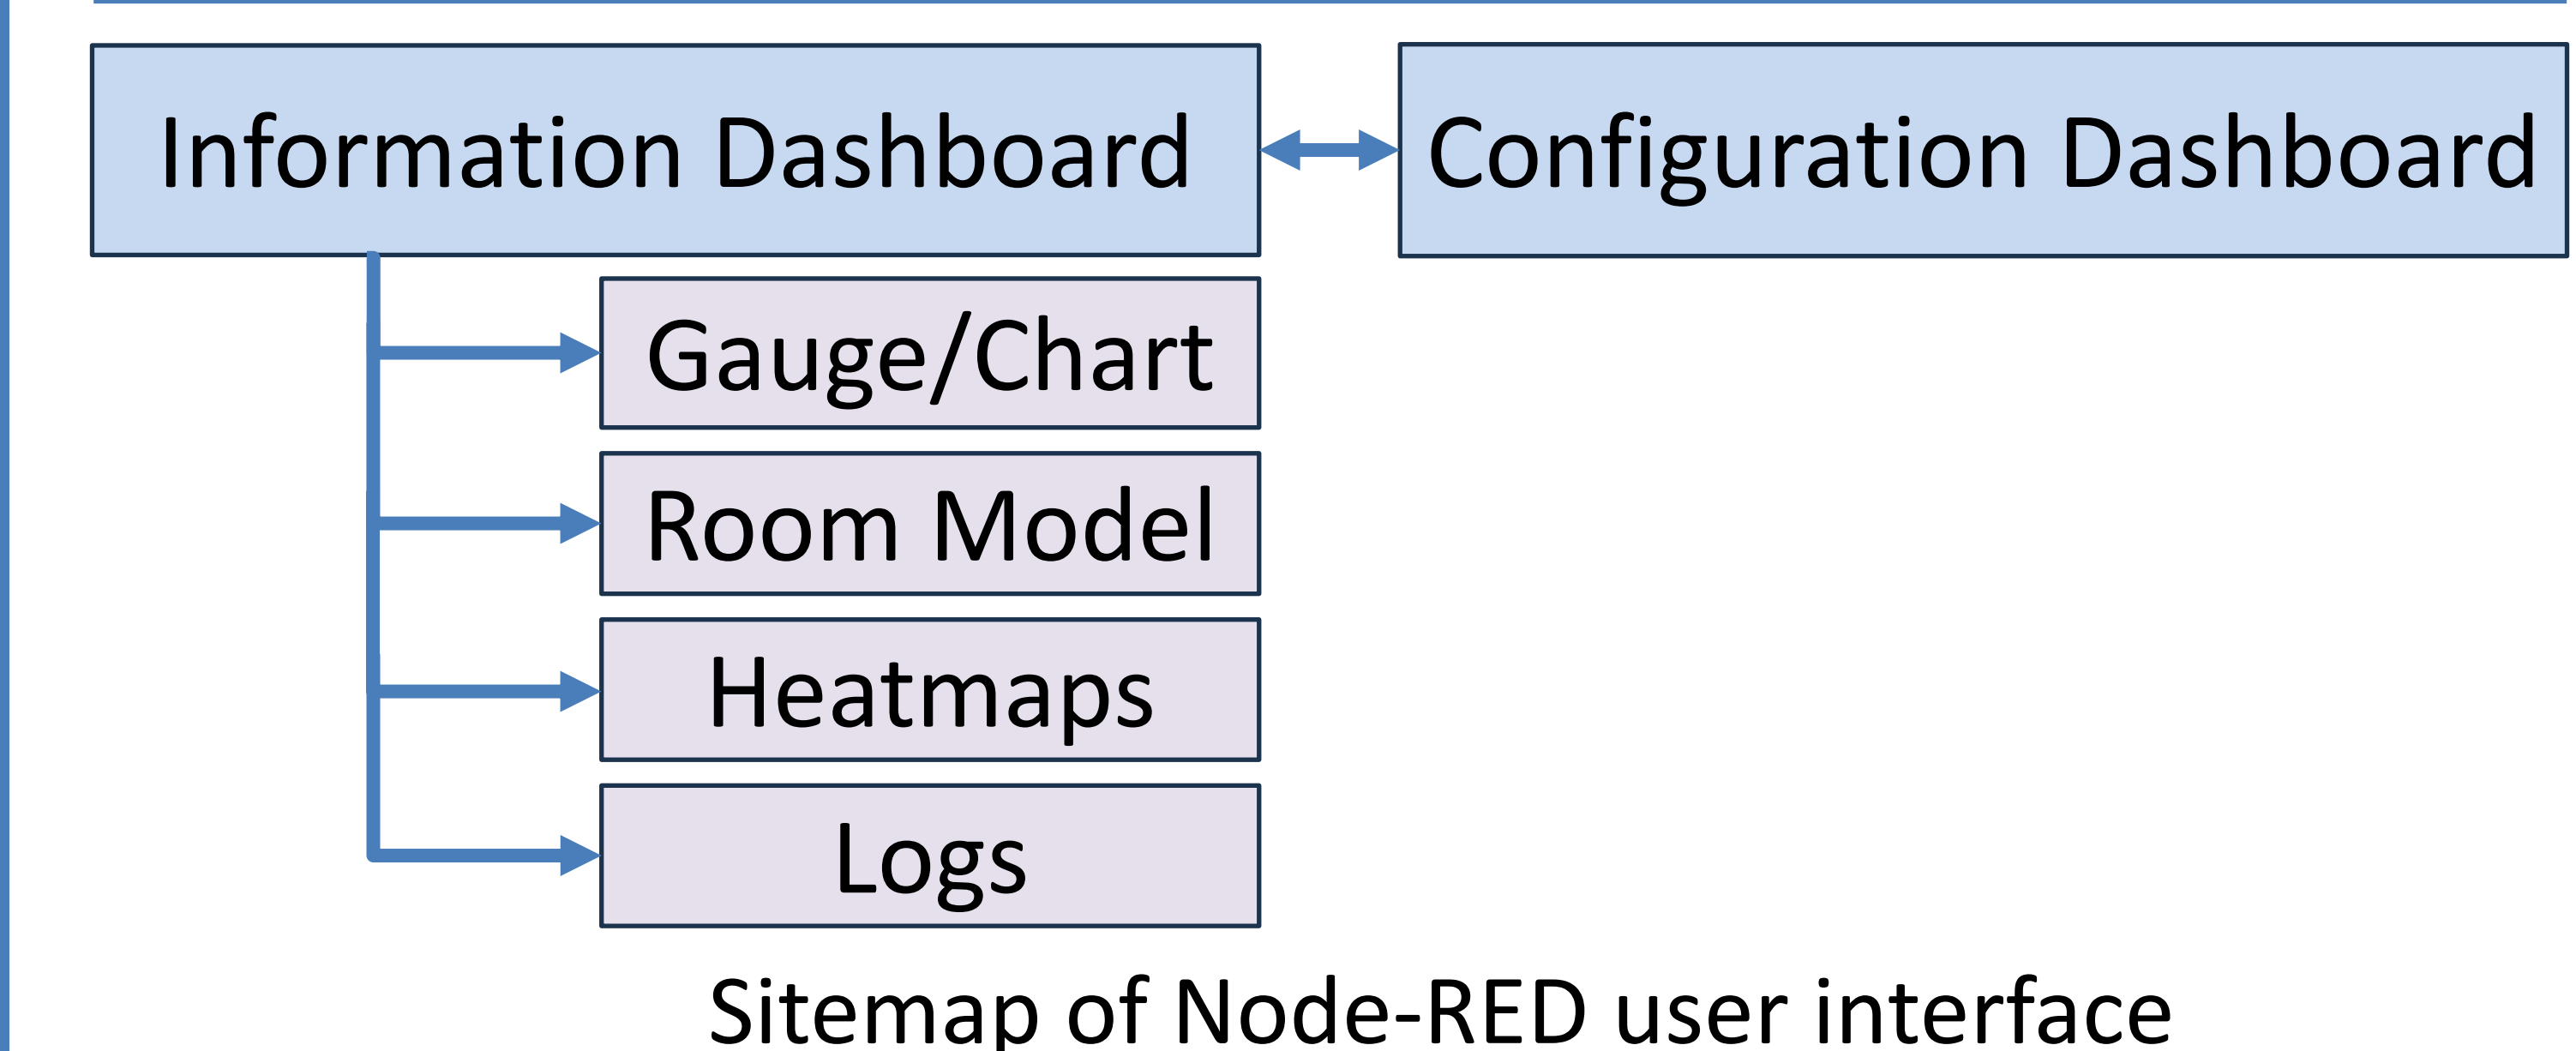 Information Dashboard
Configuration Dashboard
Gauge/Chart
Room Model
Heatmaps
Logs
Sitemap of Node-RED user interface